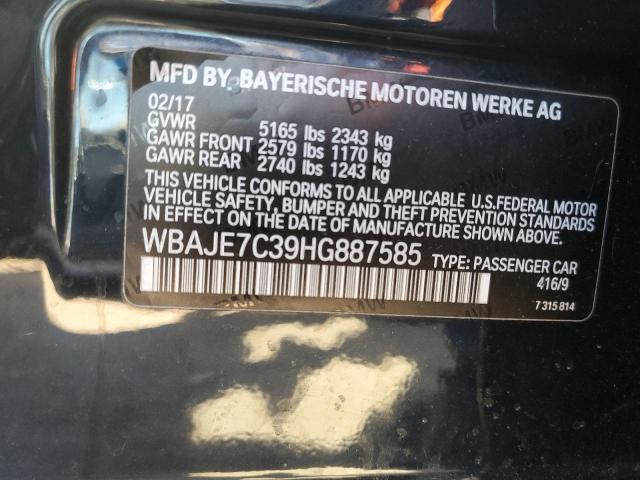 MFD BY. BAYERISCHE MOTOREN WERKE AG
02/17
GVWR 5165 lbs 2343 kg
GAWR FRONT 2579 lbs 1170 kg
GAWR REAR 2740 lbs 1243 kg
THIS VEHICLE CONFORMS TO ALL APPLICABLE U.S.FEDERAL MOTOR
VEHICLE SAFETY, BUMPER AND THEFT PREVENTION STANDARDS
IN EFFECT ON THE DATE OF MANUFACTURE SHOWN ABOVE.
WBAJE7C39HG887585 TYPE: PASSENGER CAR
416/9
7 315 814